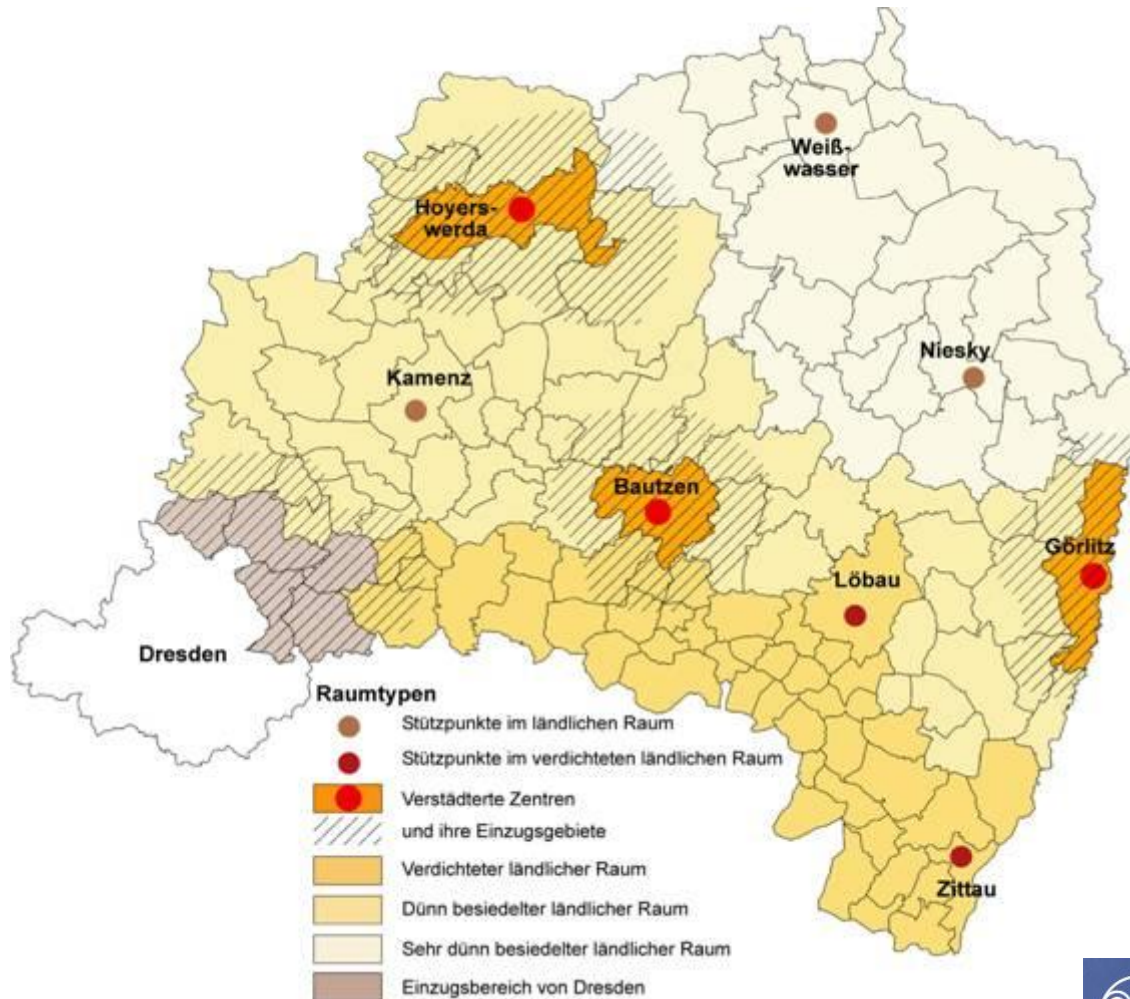 Weiß-
wasser
Hoyers-
werda
Niesky
Kamenz
Bautzen
Görlitz
Löbau
Dresden
Zittau
Raumtypen
Stützpunkte im ländlichen Raum
Stützpunkte im verdichteten ländlichen Raum
Verstädterte Zentren
und ihre Einzugsgebiete
Verdichteter ländlicher Raum
Dünn besiedelter ländlicher Raum
Sehr dünn besiedelter ländlicher Raum
Einzugsbereich von Dresden